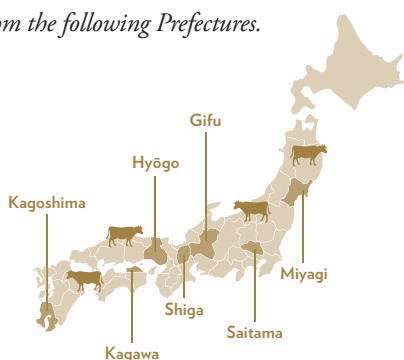 om the following Prefectures.
Gifu
Hyōgo
Kagoshima
Miyagi
Shiga
Saitama
Kagawa